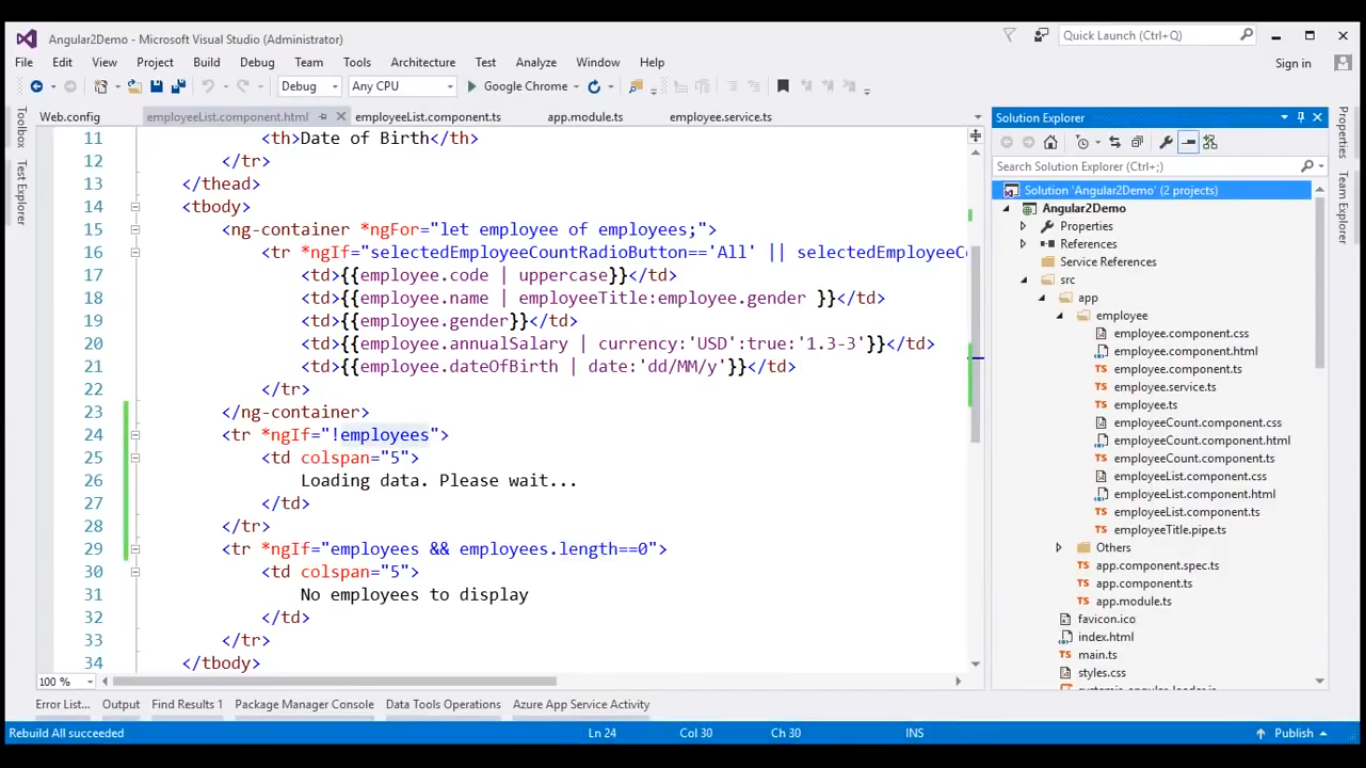 Angular2Demo - Microsoft Visual Studio (Administrator)
Quick Launch (Ctrl+Q)
File Edit View Project Build Debug Team Tools Architecture Test Analyze Window Help
Sign in
Debug Any CPU Google Chrome
Toolbox
Test Explorer
Web.config employeeList.component.html employeeList.component.ts app.module.ts employee.service.ts
11 <th>Date of Birth</th>
12 </tr>
13 </thead>
14 <tbody>
15 <ng-container *ngFor="let employee of employees;">
16 <tr *ngIf="selectedEmployeeCountRadioButton=='All' || selectedEmployeeCo
17 <td>{{employee.code | uppercase}}</td>
18 <td>{{employee.name | employeeTitle:employee.gender }}</td>
19 <td>{{employee.gender}}</td>
20 <td>{{employee.annualSalary | currency:'USD':true:'1.3-3'}}</td>
21 <td>{{employee.dateOfBirth | date:'dd/MM/y'}}</td>
22 </tr>
23 </ng-container>
24 <tr *ngIf="!employees">
25 <td colspan="5">
26 Loading data. Please wait...
27 </td>
28 </tr>
29 <tr *ngIf="employees && employees.length==0">
30 <td colspan="5">
31 No employees to display
32 </td>
33 </tr>
34 </tbody>
100 %
Solution Explorer
Search Solution Explorer (Ctrl+;)
Solution 'Angular2Demo' (2 projects)
Angular2Demo
Properties
References
Service References
src
app
employee
employee.component.css
employee.component.html
TS employee.component.ts
TS employee.service.ts
TS employee.ts
employeeCount.component.css
employeeCount.component.html
TS employeeCount.component.ts
employeeList.component.css
employeeList.component.html
TS employeeList.component.ts
TS employeeTitle.pipe.ts
Others
TS app.component.spec.ts
TS app.component.ts
TS app.module.ts
favicon.ico
index.html
TS main.ts
styles.css
Properties
Team Explorer
Error List... Output Find Results 1 Package Manager Console Data Tools Operations Azure App Service Activity
Rebuild All succeeded Ln 24 Col 30 Ch 30 INS Publish